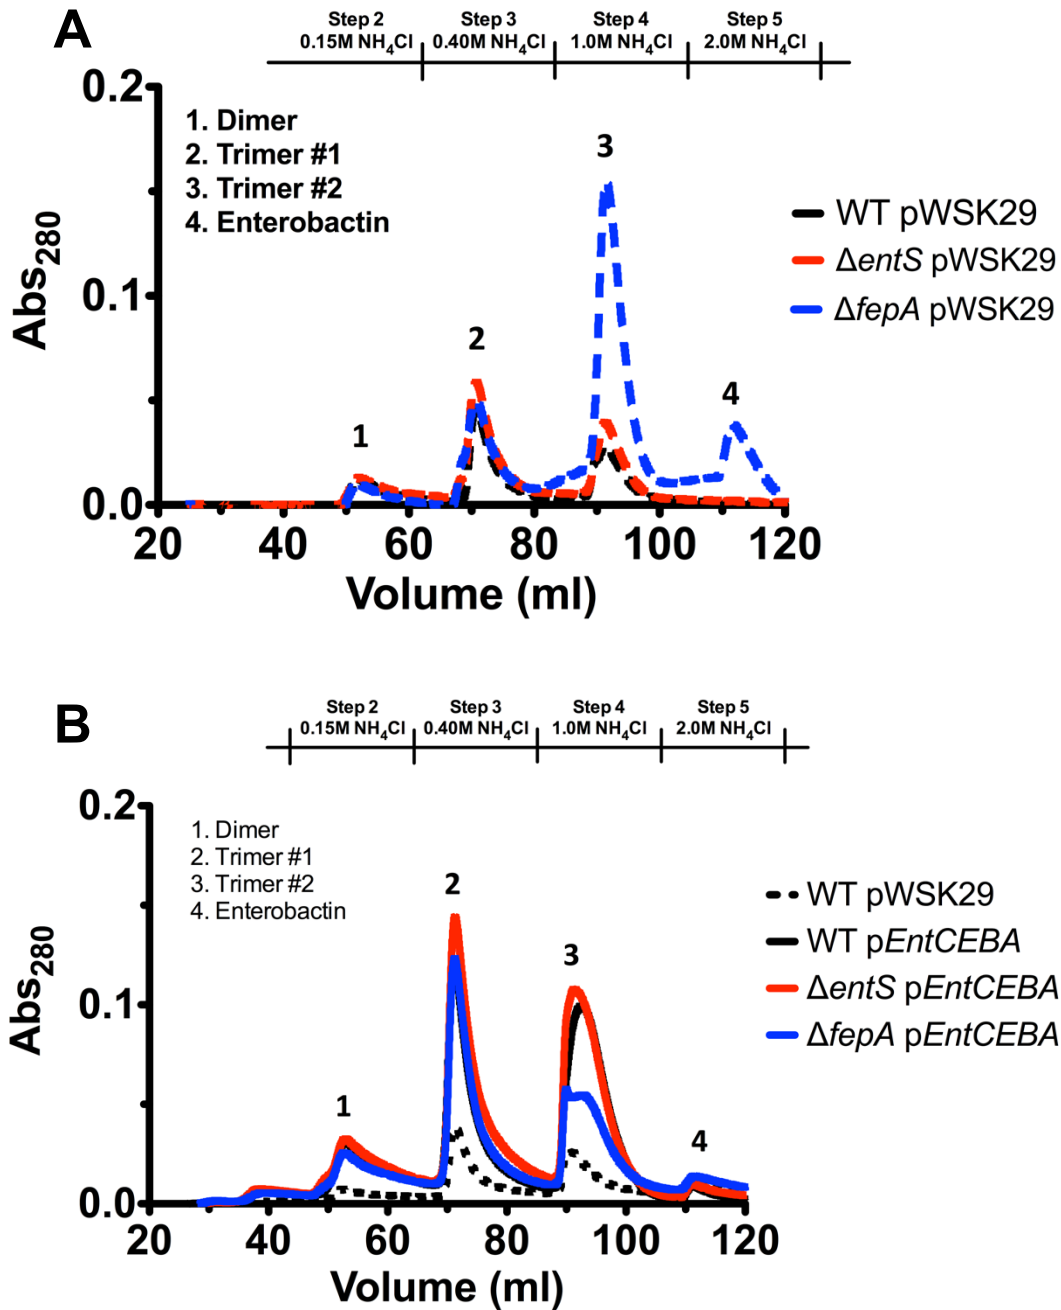 A
Step 2 Step 3 Step 4 Step 5
0.15M NH₄Cl 0.40M NH₄Cl 1.0M NH₄Cl 2.0M NH₄Cl
0.2
1. Dimer
2. Trimer #1
3. Trimer #2
4. Enterobactin
3
WT pWSK29
ΔentS pWSK29
ΔfepA pWSK29
Abs₂₈₀
0.1
2
4
1
0.0
20 40 60 80 100 120
Volume (ml)
B
Step 2 Step 3 Step 4 Step 5
0.15M NH₄Cl 0.40M NH₄Cl 1.0M NH₄Cl 2.0M NH₄Cl
0.2
1. Dimer
2. Trimer #1
3. Trimer #2
4. Enterobactin
2
WT pWSK29
WT pEntCEBA
ΔentS pEntCEBA
ΔfepA pEntCEBA
3
Abs₂₈₀
0.1
1
4
0.0
20 40 60 80 100 120
Volume (ml)